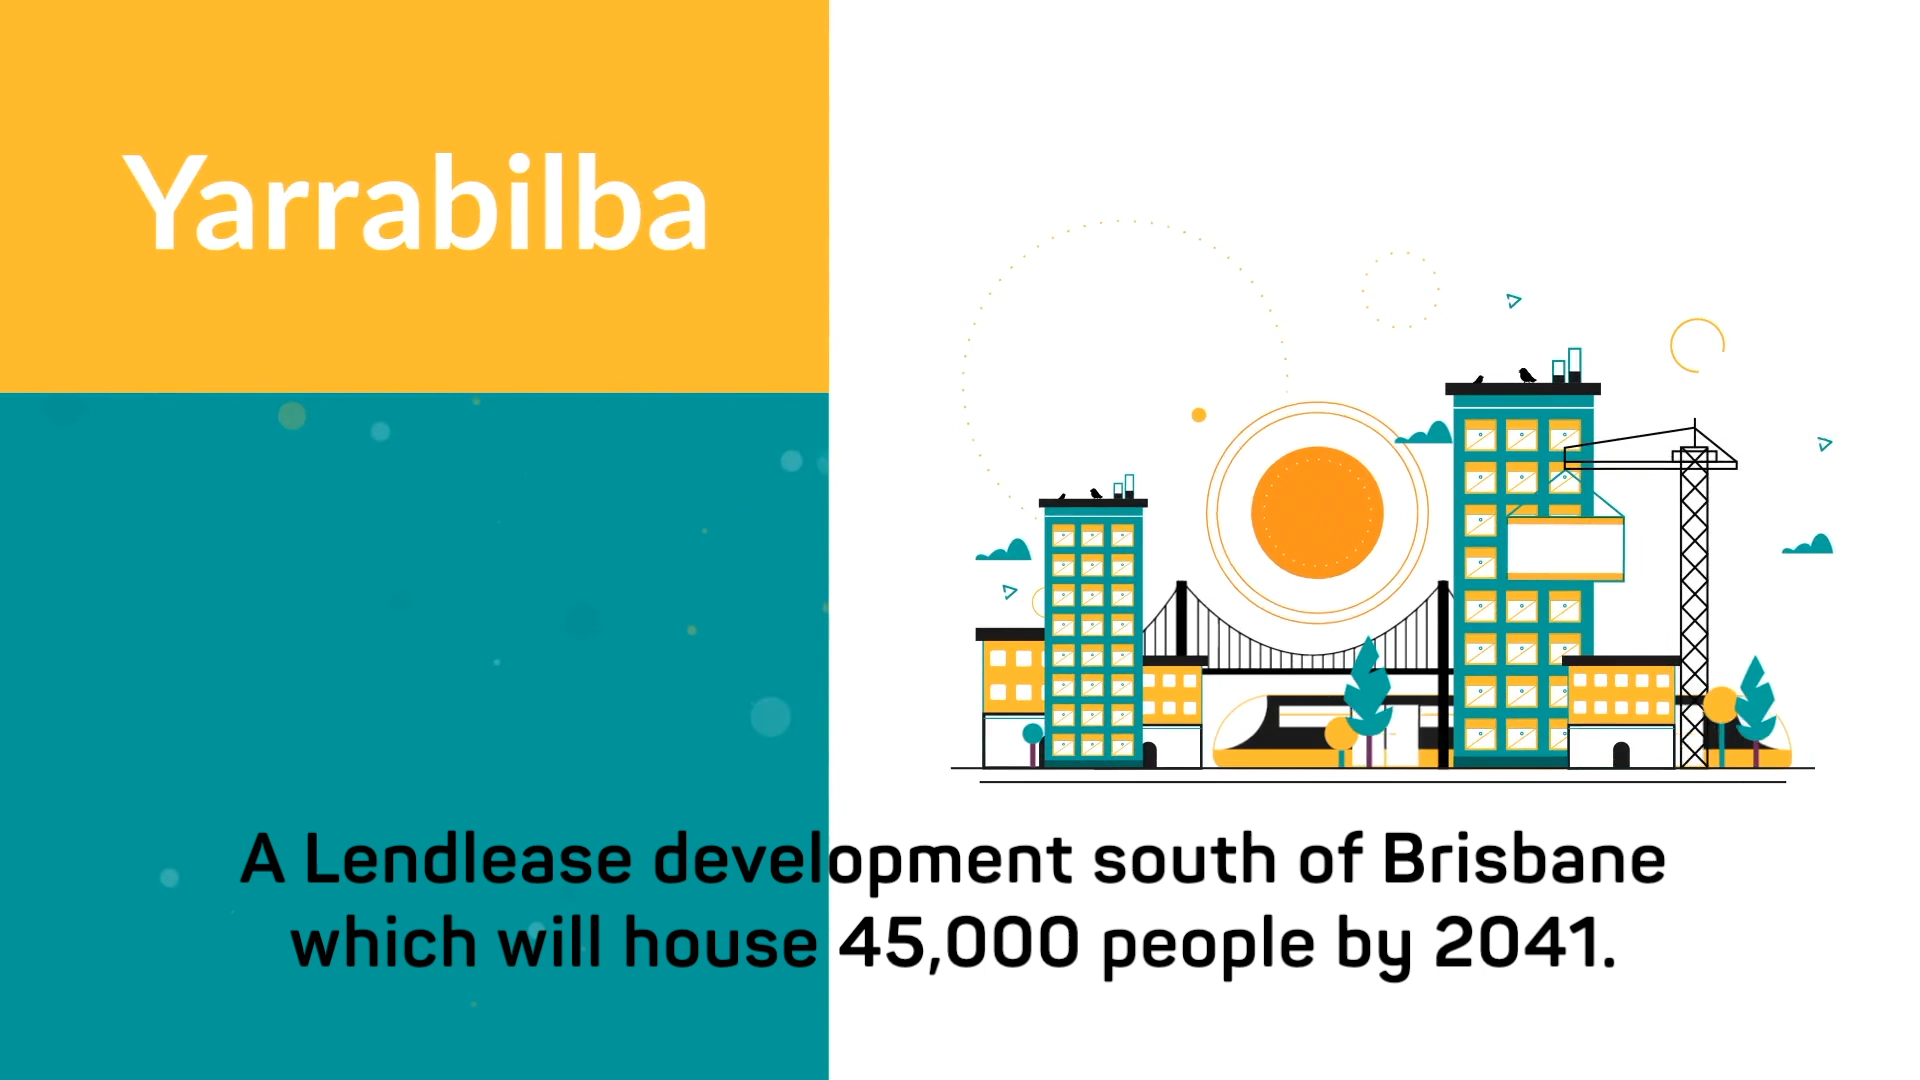 Yarrabilba
A Lendlease development south of Brisbane
which will house 45,000 people by 2041.